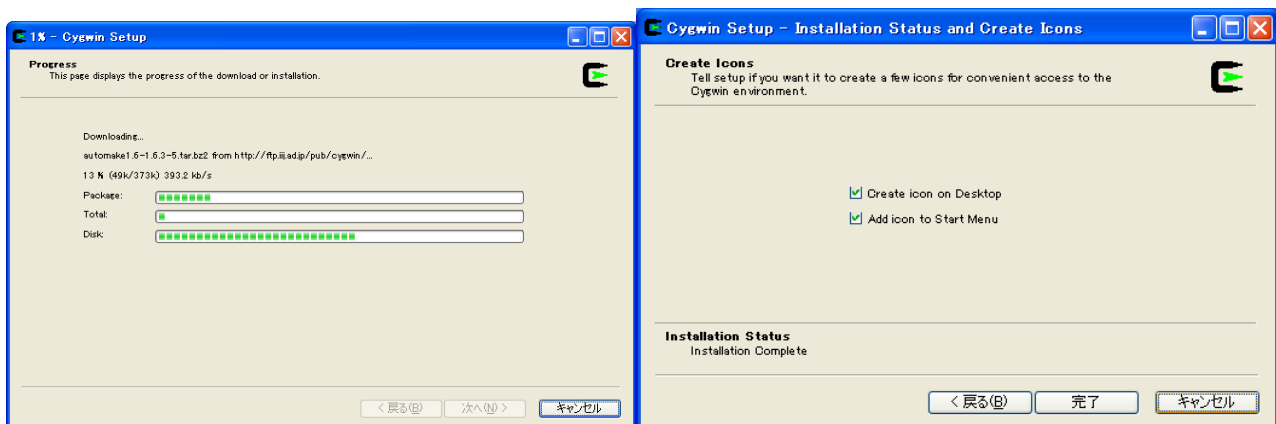 1% - Cygwin Setup
Progress
This page displays the progress of the download or installation.
Downloading...
automake1.6-1.6.3-5.tar.bz2 from http://ftp.iij.ad.jp/pub/cygwin/...
13 % (49k/373k) 393.2 kb/s
Package:
Total:
Disk:
< 戻る(B)
次へ(N) >
キャンセル
Cygwin Setup - Installation Status and Create Icons
Create Icons
Tell setup if you want it to create a few icons for convenient access to the
Cygwin environment.
Create icon on Desktop
Add icon to Start Menu
Installation Status
Installation Complete
< 戻る(B)
完了
キャンセル